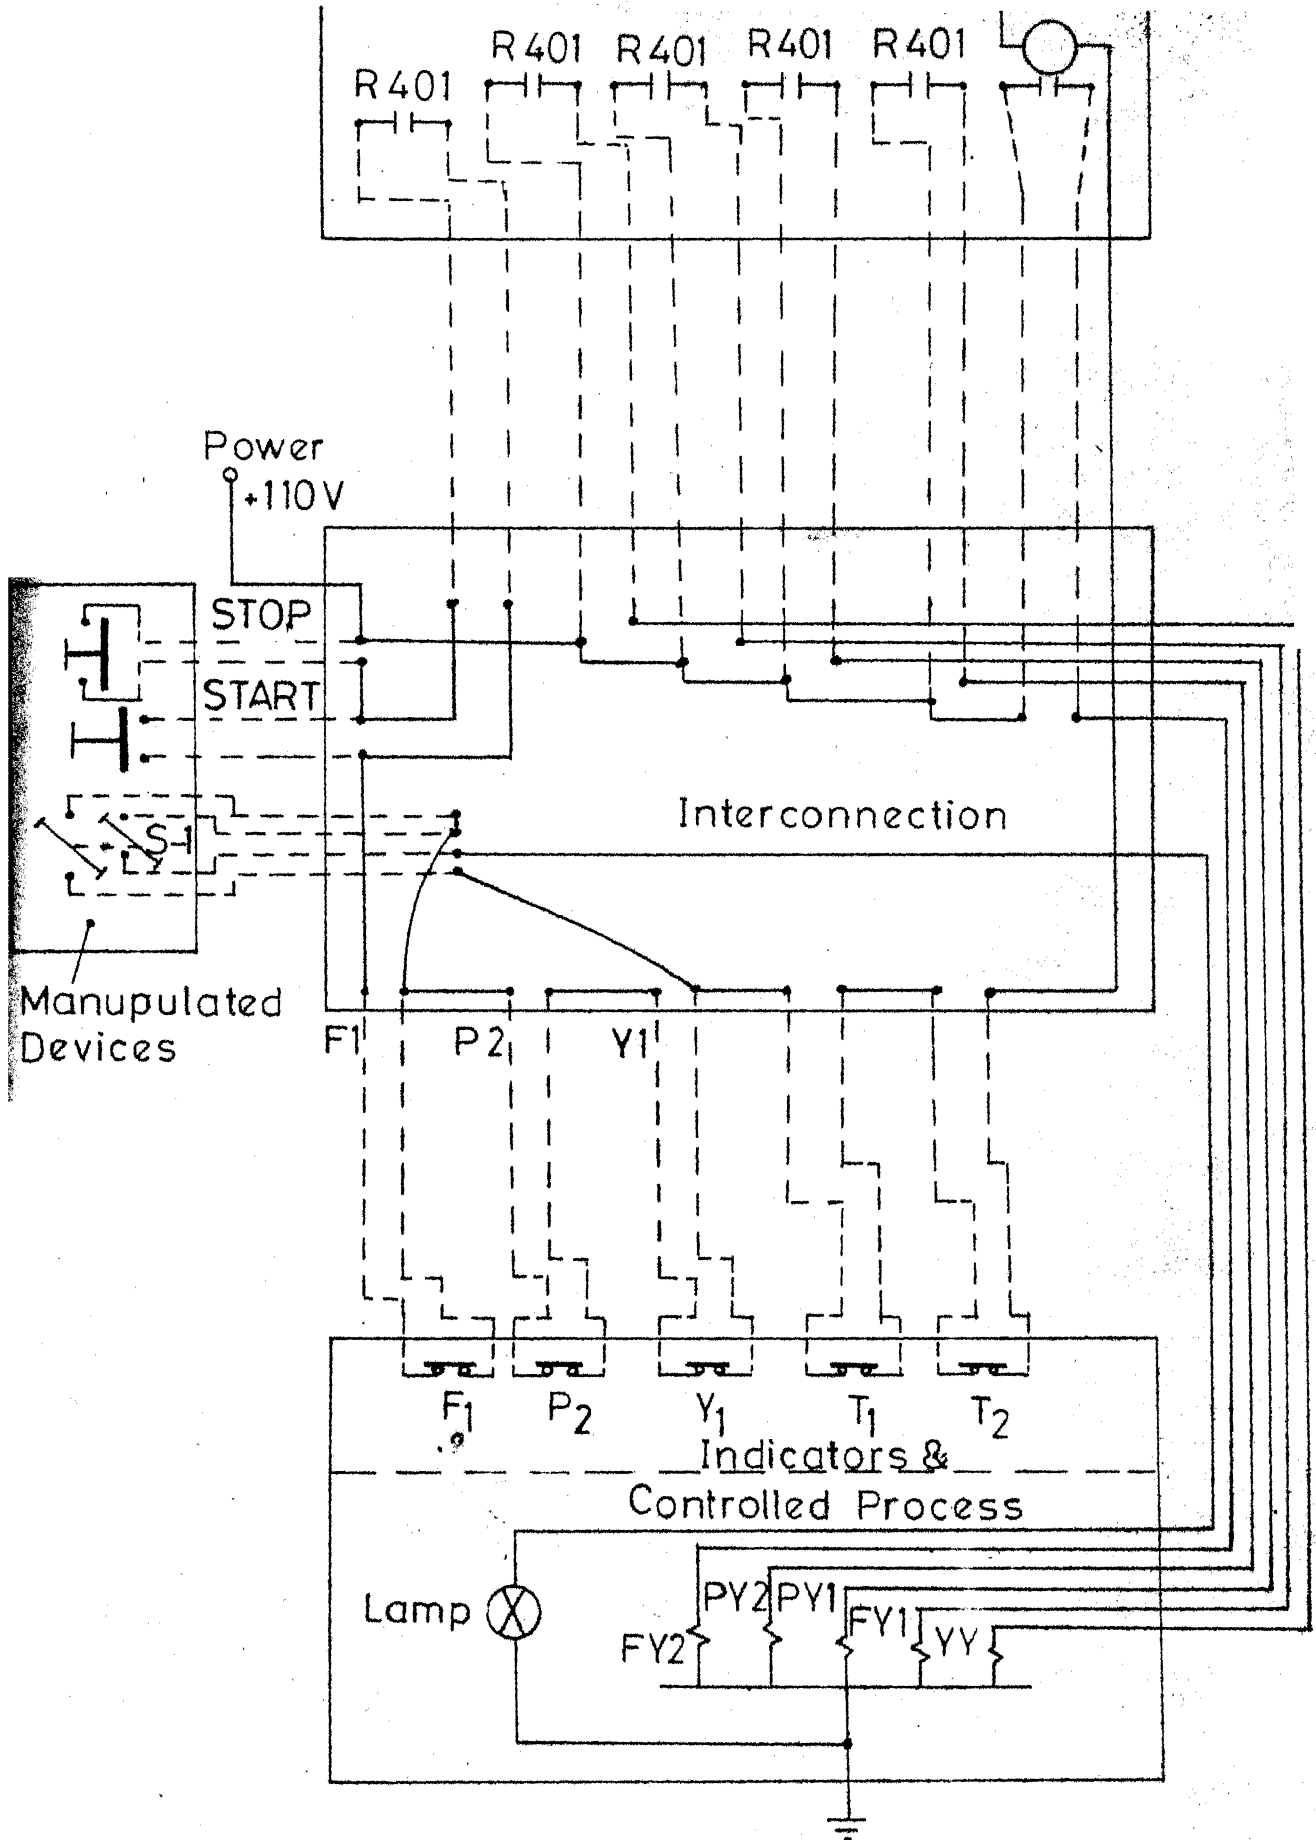 R401
R401
R401
R401
R401
Power
+110V
STOP
START
S-1
Interconnection
Manupulated
Devices
F1
P2
Y1
F1
P2
Y1
T1
T2
Indicators &
Controlled Process
Lamp
FY2
PY2
PY1
FY1
YY